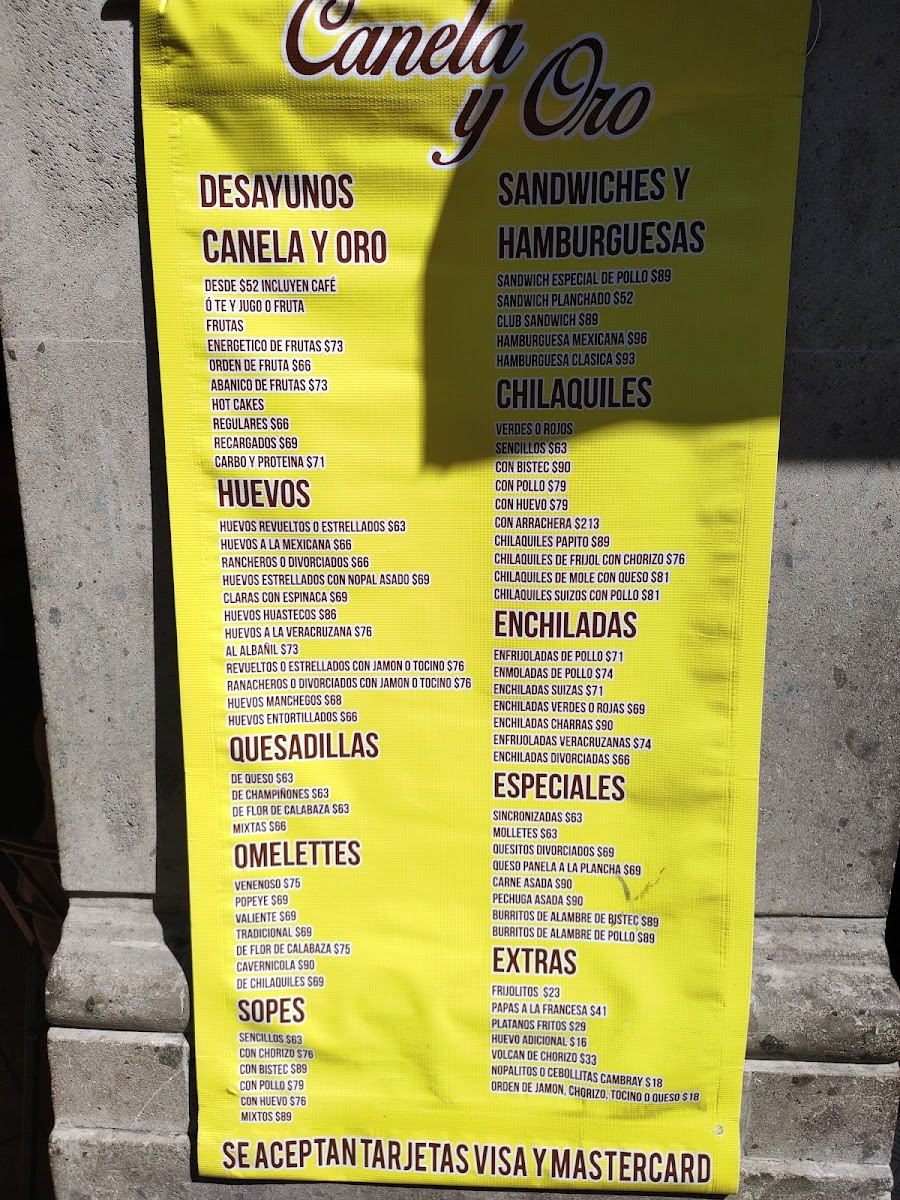 Canela
y Oro
DESAYUNOS
CANELA Y ORO
DESDE $52 INCLUYEN CAFÉ
Ó TE Y JUGO O FRUTA
FRUTAS
ENERGETICO DE FRUTAS $73
ORDEN DE FRUTA $66
ABANICO DE FRUTAS $73
HOT CAKES
REGULARES $66
RECARGADOS $69
CARBO Y PROTEINA $71
HUEVOS
HUEVOS REVUELTOS O ESTRELLADOS $63
HUEVOS A LA MEXICANA $66
RANCHEROS O DIVORCIADOS $66
HUEVOS ESTRELLADOS CON NOPAL ASADO $69
CLARAS CON ESPINACA $69
HUEVOS HUASTECOS $86
HUEVOS A LA VERACRUZANA $76
AL ALBAÑIL $73
REVUELTOS O ESTRELLADOS CON JAMON O TOCINO $76
RANACHEROS O DIVORCIADOS CON JAMON O TOCINO $76
HUEVOS MANCHEGOS $68
HUEVOS ENTORTILLADOS $66
QUESADILLAS
DE QUESO $63
DE CHAMPIÑONES $63
DE FLOR DE CALABAZA $63
MIXTAS $66
OMELETTES
VENENOSO $75
POPEYE $69
VALIENTE $69
TRADICIONAL $69
DE FLOR DE CALABAZA $75
CAVERNICOLA $90
DE CHILAQUILES $69
SOPES
SENCILLOS $63
CON CHORIZO $76
CON BISTEC $89
CON POLLO $79
CON HUEVO $76
MIXTOS $89
SANDWICHES Y
HAMBURGUESAS
SANDWICH ESPECIAL DE POLLO $89
SANDWICH PLANCHADO $52
CLUB SANDWICH $89
HAMBURGUESA MEXICANA $96
HAMBURGUESA CLASICA $93
CHILAQUILES
VERDES O ROJOS
SENCILLOS $63
CON BISTEC $90
CON POLLO $79
CON HUEVO $79
CON ARRACHERA $213
CHILAQUILES PAPITO $89
CHILAQUILES DE FRIJOL CON CHORIZO $76
CHILAQUILES DE MOLE CON QUESO $81
CHILAQUILES SUIZOS CON POLLO $81
ENCHILADAS
ENFRIJOLADAS DE POLLO $71
ENMOLADAS DE POLLO $74
ENCHILADAS SUIZAS $71
ENCHILADAS VERDES O ROJAS $69
ENCHILADAS CHARRAS $90
ENFRIJOLADAS VERACRUZANAS $74
ENCHILADAS DIVORCIADAS $66
ESPECIALES
SINCRONIZADAS $63
MOLLETES $63
QUESITOS DIVORCIADOS $69
QUESO PANELA A LA PLANCHA $69
CARNE ASADA $90
PECHUGA ASADA $90
BURRITOS DE ALAMBRE DE BISTEC $89
BURRITOS DE ALAMBRE DE POLLO $89
EXTRAS
FRIJOLITOS $23
PAPAS A LA FRANCESA $41
PLATANOS FRITOS $29
HUEVO ADICIONAL $16
VOLCAN DE CHORIZO $33
NOPALITOS O CEBOLLITAS CAMBRAY $18
ORDEN DE JAMON, CHORIZO, TOCINO O QUESO $18
SE ACEPTAN TARJETAS VISA Y MASTERCARD